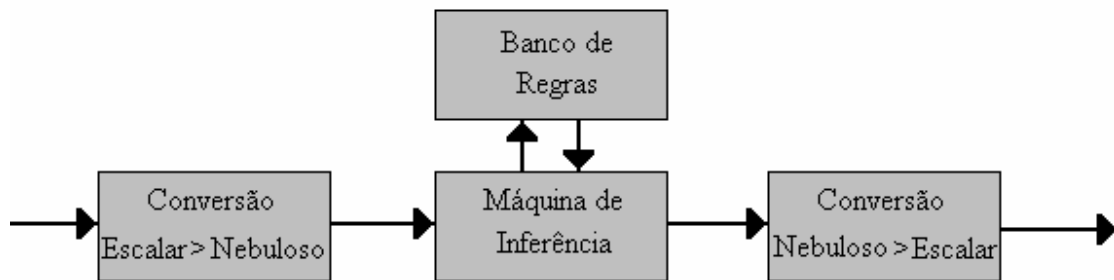 Banco de
Regras
Conversão
Escalar> Nebuloso
Máquina de
Inferência
Conversão
Nebuloso >Escalar